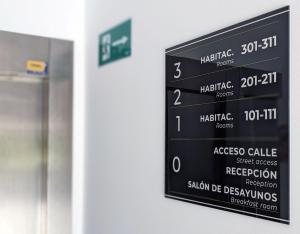 3 HABITAC. 301-311
Rooms
2 HABITAC. 201-211
Rooms
1 HABITAC. 101-111
Rooms
0 ACCESO CALLE
Street access
RECEPCIÓN
Reception
SALÓN DE DESAYUNOS
Breakfast room